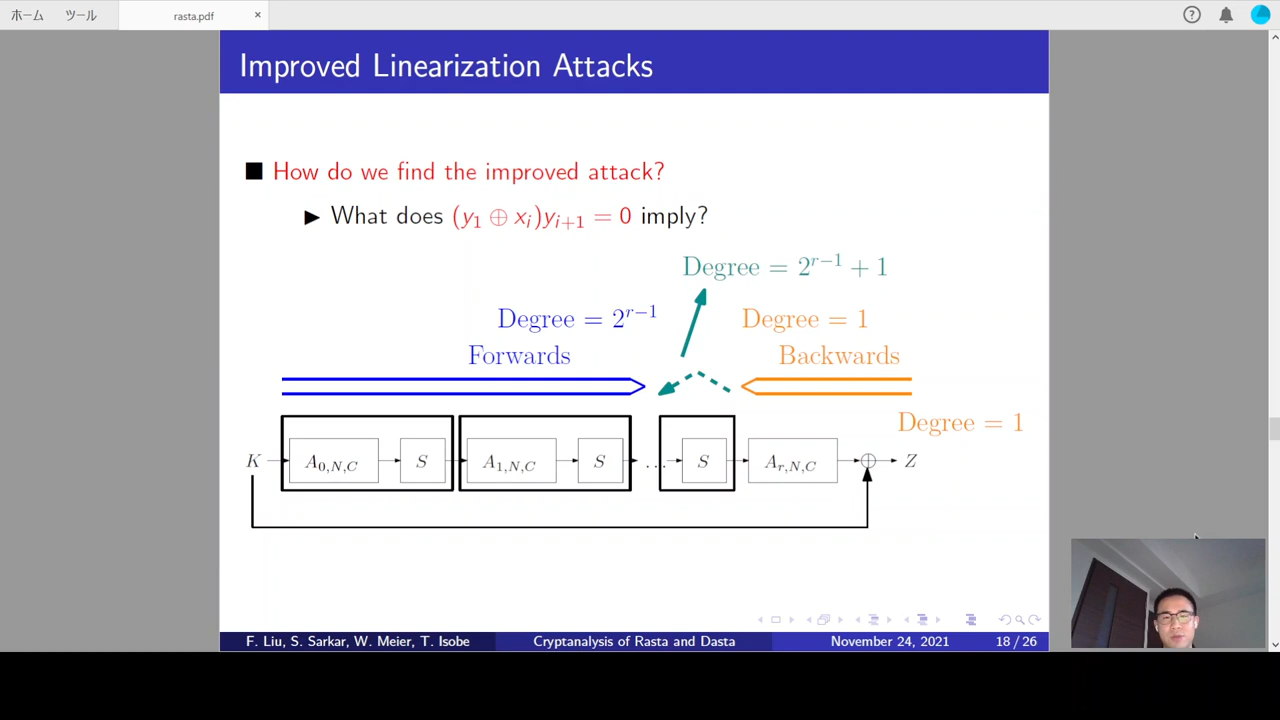 ホーム ツール rasta.pdf ×
Improved Linearization Attacks
How do we find the improved attack?
What does (y₁ ⊕ xᵢ)yᵢ₊₁ = 0 imply?
Degree = 2ʳ⁻¹ + 1
Degree = 2ʳ⁻¹ Degree = 1
Forwards Backwards
Degree = 1
K A₀,N,C S A₁,N,C S ... S Aᵣ,N,C ⊕ Z
F. Liu, S. Sarkar, W. Meier, T. Isobe Cryptanalysis of Rasta and Dasta November 24, 2021 18 / 26